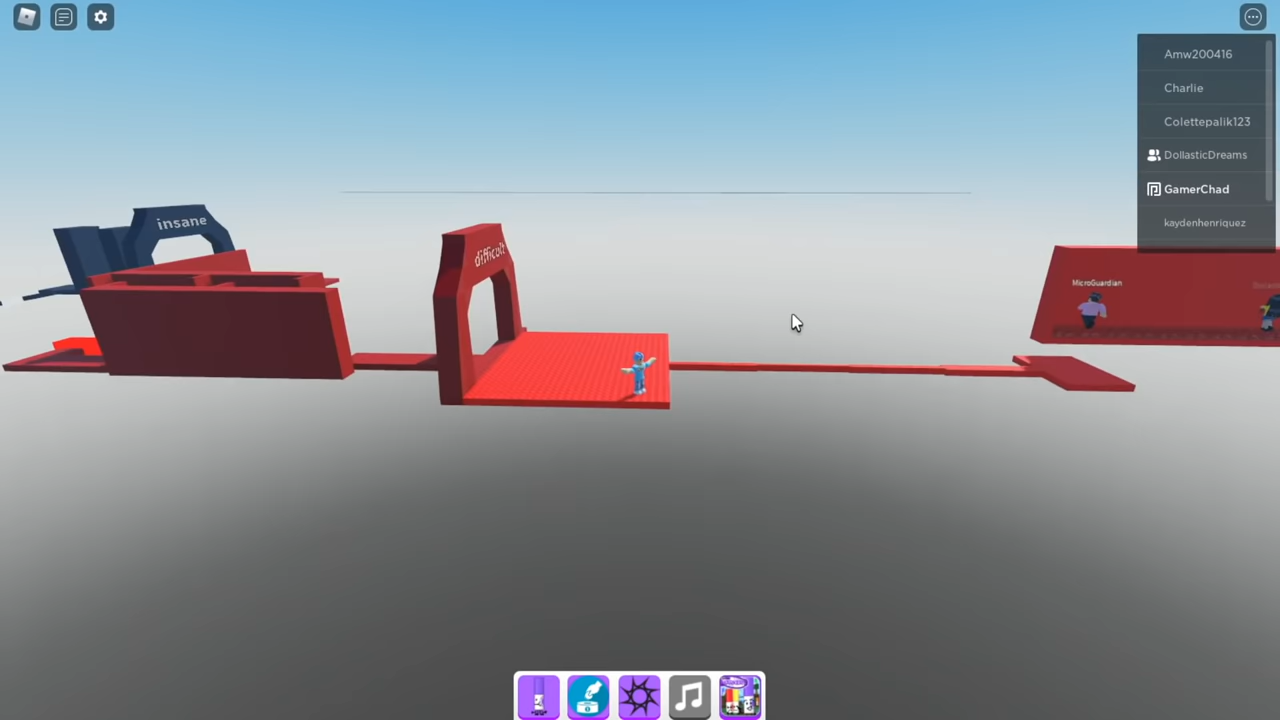 Amw200416
Charlie
Colettepalik123
DollasticDreams
GamerChad
kaydenhenriquez
insane
difficult
MicroGuardian